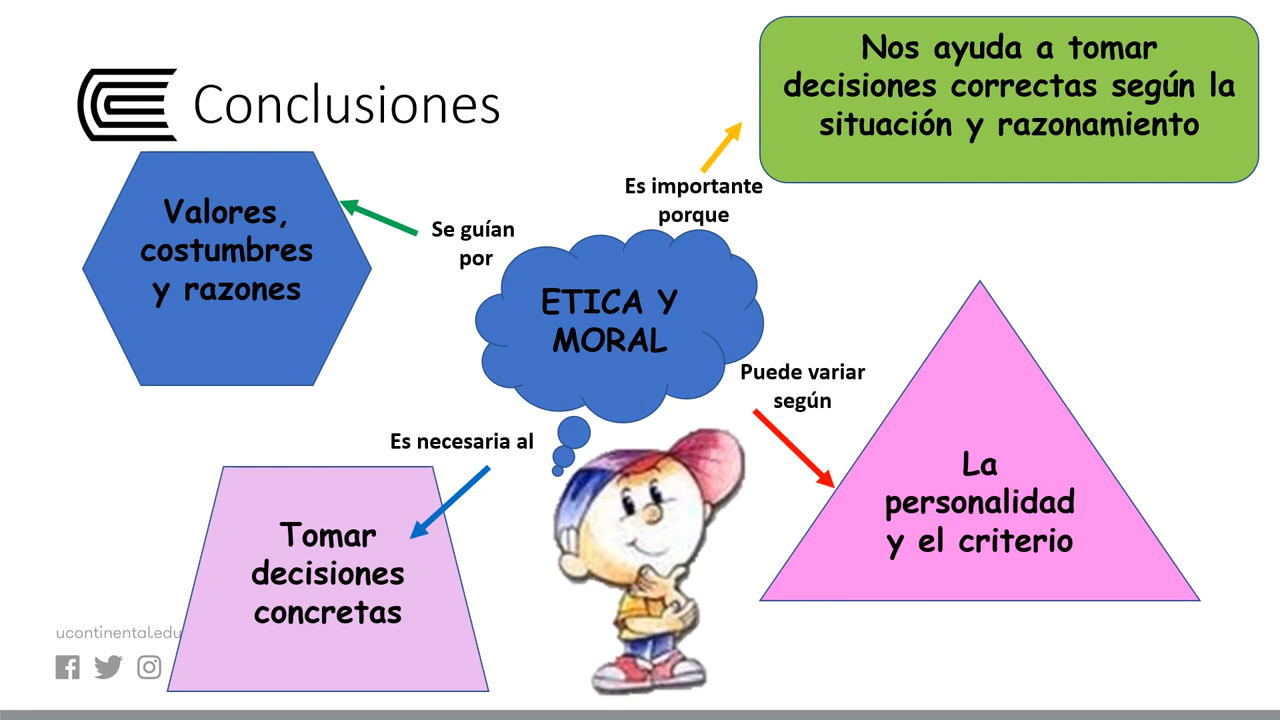 Conclusiones
Nos ayuda a tomar
decisiones correctas según la
situación y razonamiento
Es importante
porque
Valores,
costumbres
y razones
Se guían
por
ETICA Y
MORAL
Puede variar
según
La
personalidad
y el criterio
Es necesaria al
Tomar
decisiones
concretas
ucontinental.edu